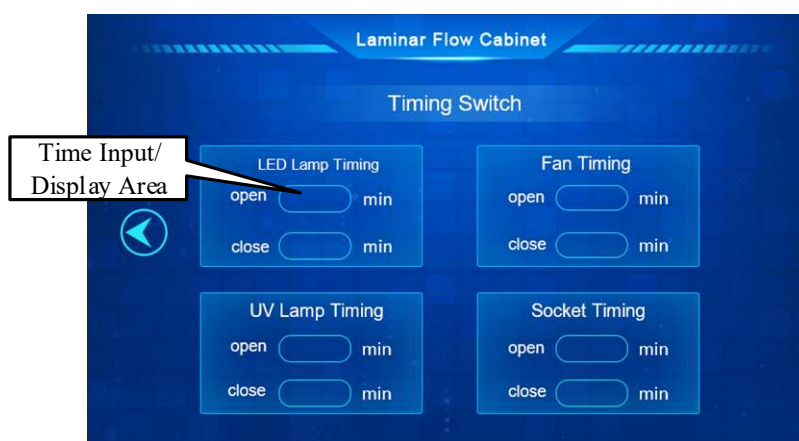 Laminar Flow Cabinet
Timing Switch
Time Input/
Display Area
LED Lamp Timing
open min
close min
Fan Timing
open min
close min
UV Lamp Timing
open min
close min
Socket Timing
open min
close min